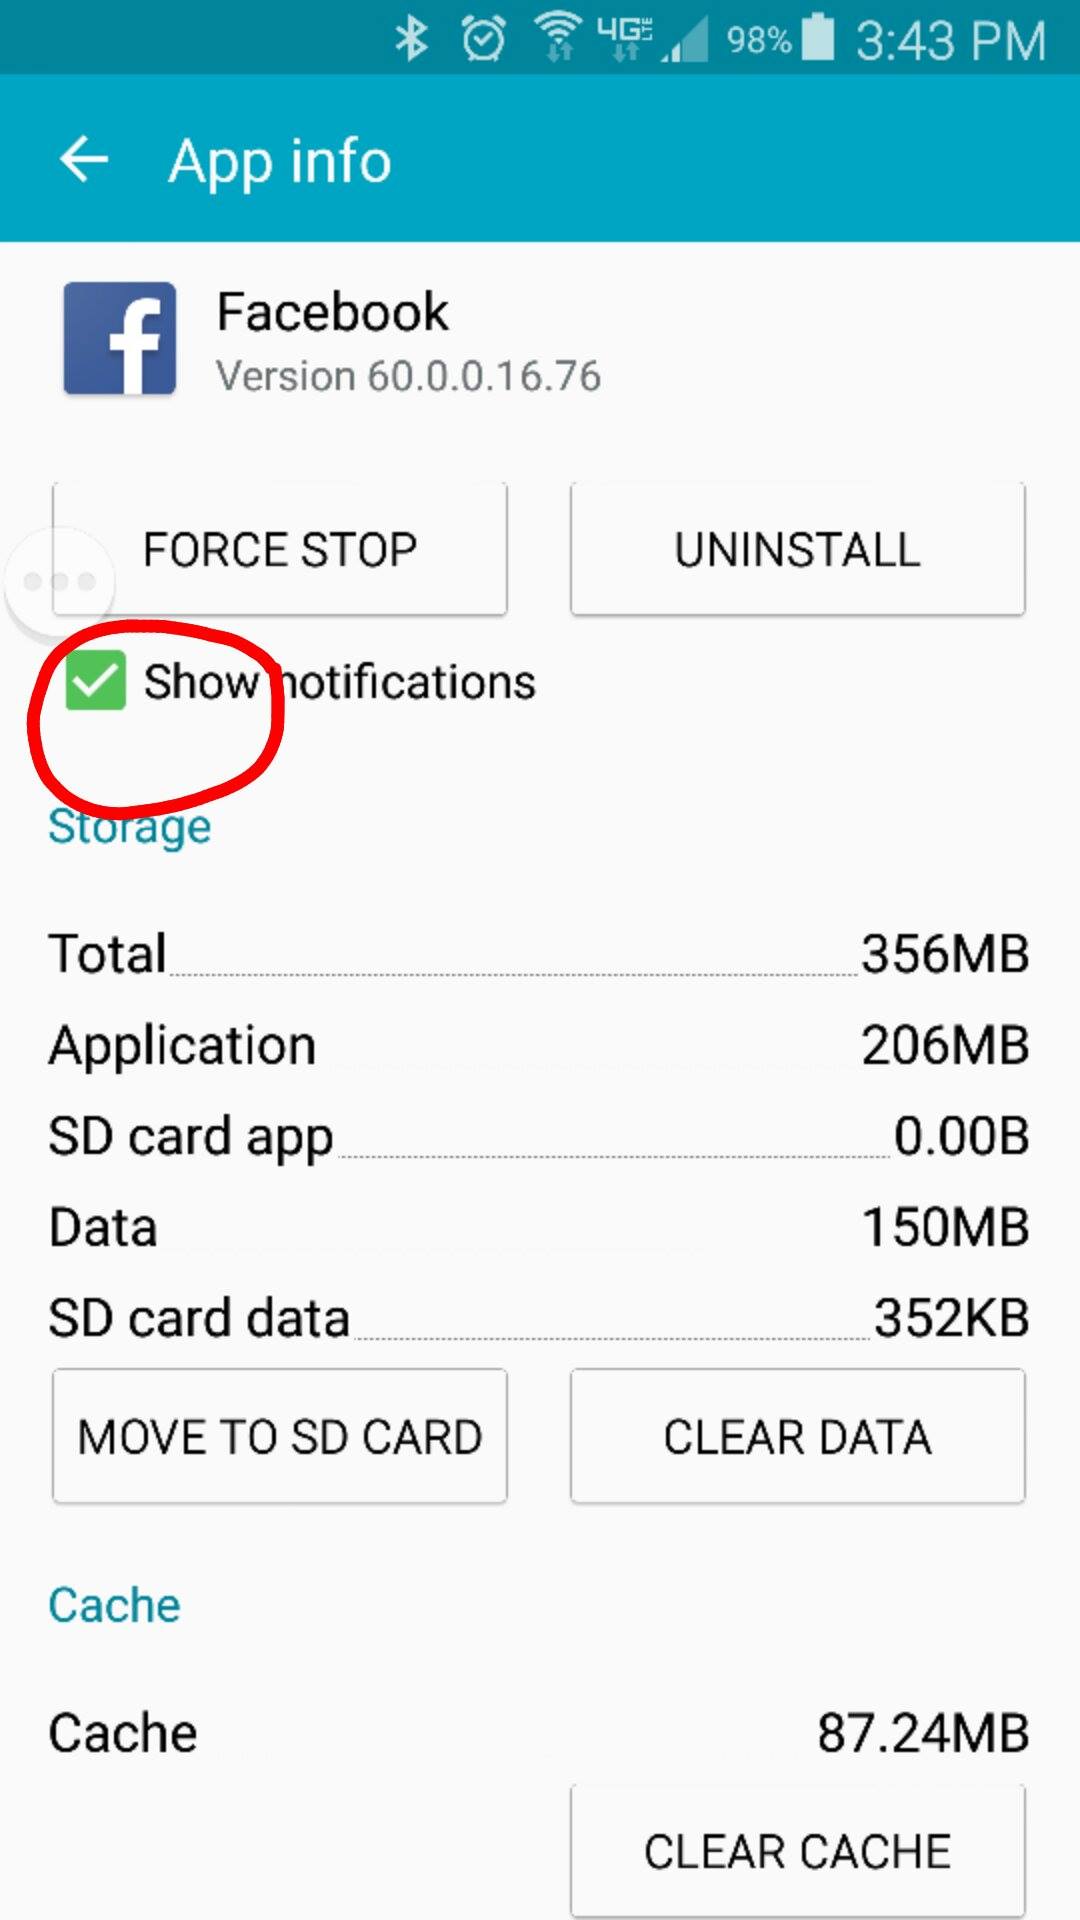 4G LTE 98% 3:43 PM
App info
f
Facebook
Version 60.0.0.16.76
FORCE STOP UNINSTALL
Show notifications
Storage
Total 356MB
Application 206MB
SD card app 0.00B
Data 150MB
SD card data 352KB
MOVE TO SD CARD CLEAR DATA
Cache
Cache 87.24MB
CLEAR CACHE